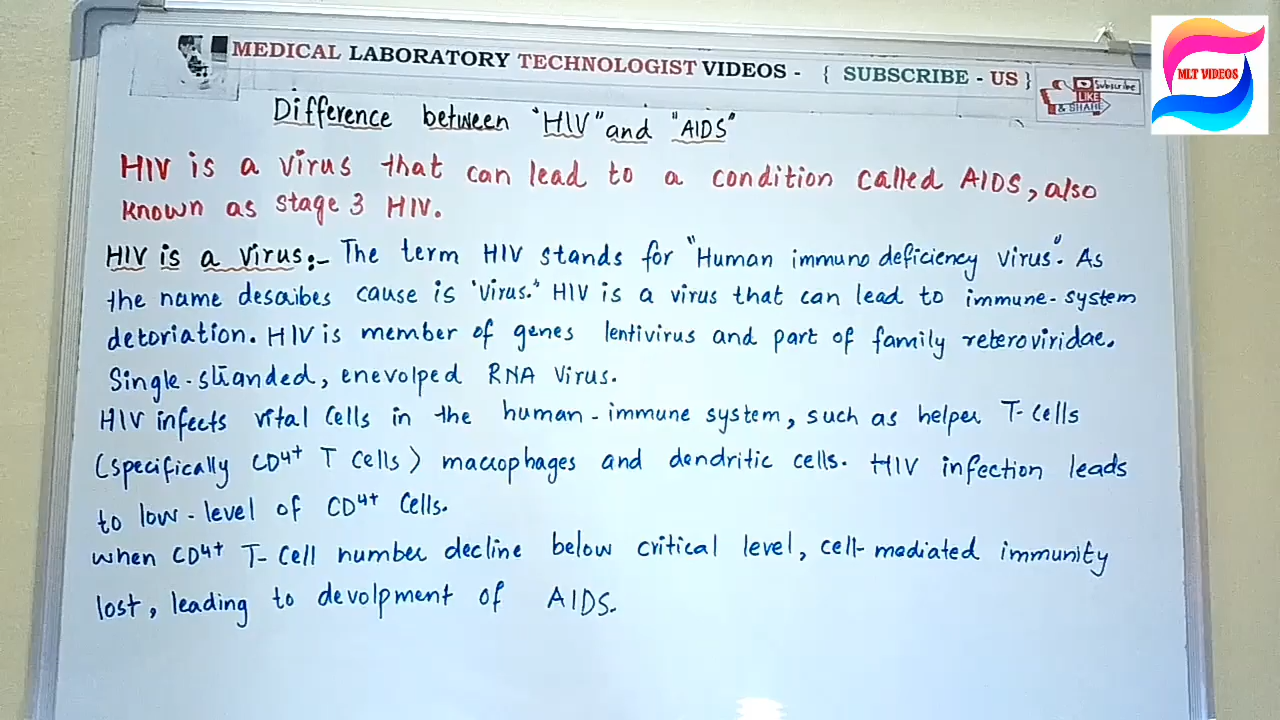 MEDICAL LABORATORY TECHNOLOGIST VIDEOS - { SUBSCRIBE - US }
Subscribe
LIKE
& SHARE
MLT VIDEOS
Difference between "HIV" and "AIDS"
HIV is a virus that can lead to a condition called AIDS, also
known as stage 3 HIV.
HIV is a virus:- The term HIV stands for "Human immuno deficiency virus". As
the name desaibes cause is "virus." HIV is a virus that can lead to immune-system
detoriation. HIV is member of genes lentivirus and part of family reteroviridae.
Single-stranded, enevolped RNA Virus.
HIV infects vital cells in the human-immune system, such as helper T-cells
(specifically CD4+ T cells) macrophages and dendritic cells. HIV infection leads
to low-level of CD4+ cells.
when CD4+ T-cell number decline below critical level, cell-mediated immunity
lost, leading to devolpment of AIDS.